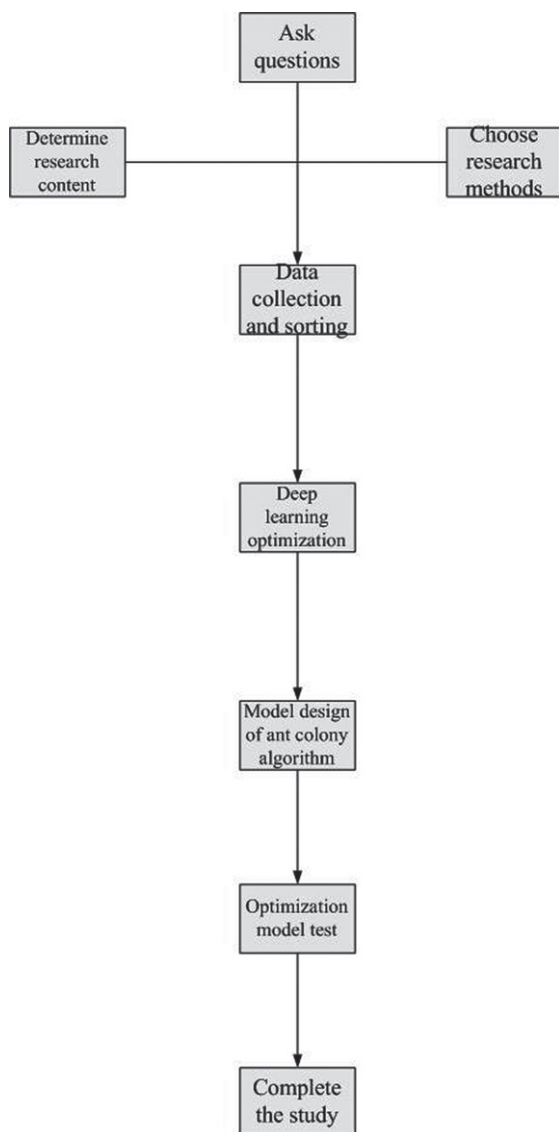 Ask
questions
Determine
research
content
Choose
research
methods
Data
collection
and sorting
Deep
learning
optimization
Model design
of ant colony
algorithm
Optimization
model test
Complete
the study